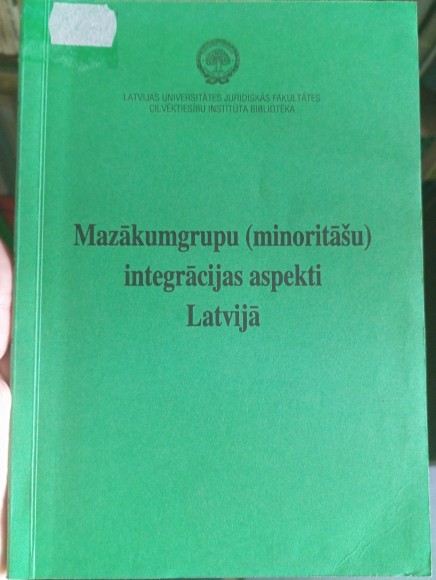 LATVIJAS UNIVERSITĀTES JURIDISKĀS FAKULTĀTES
CILVĒKTIESĪBU INSTITŪTA BIBLIOTĒKA
Mazākumgrupu (minoritāšu)
integrācijas aspekti
Latvijā